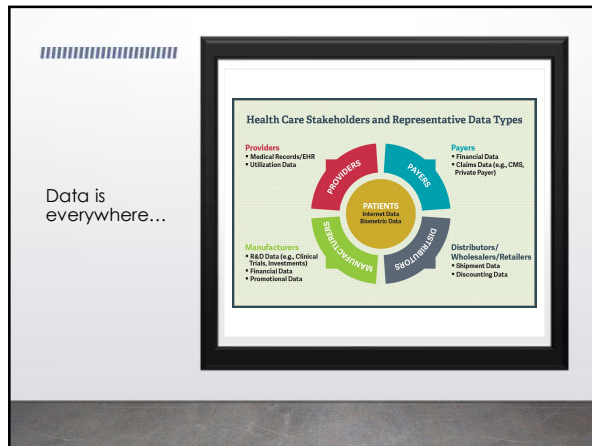 Data is
everywhere…
Health Care Stakeholders and Representative Data Types
Providers
▪ Medical Records/EHR
▪ Utilization Data
Payers
▪ Financial Data
▪ Claims Data (e.g., CMS,
Private Payer)
PROVIDERS
PAYERS
PATIENTS
Internet Data
Biometric Data
MANUFACTURERS
DISTRIBUTORS
Manufacturers
▪ R&D Data (e.g., Clinical
Trials, Investments)
▪ Financial Data
▪ Promotional Data
Distributors/
Wholesalers/Retailers
▪ Shipment Data
▪ Discounting Data